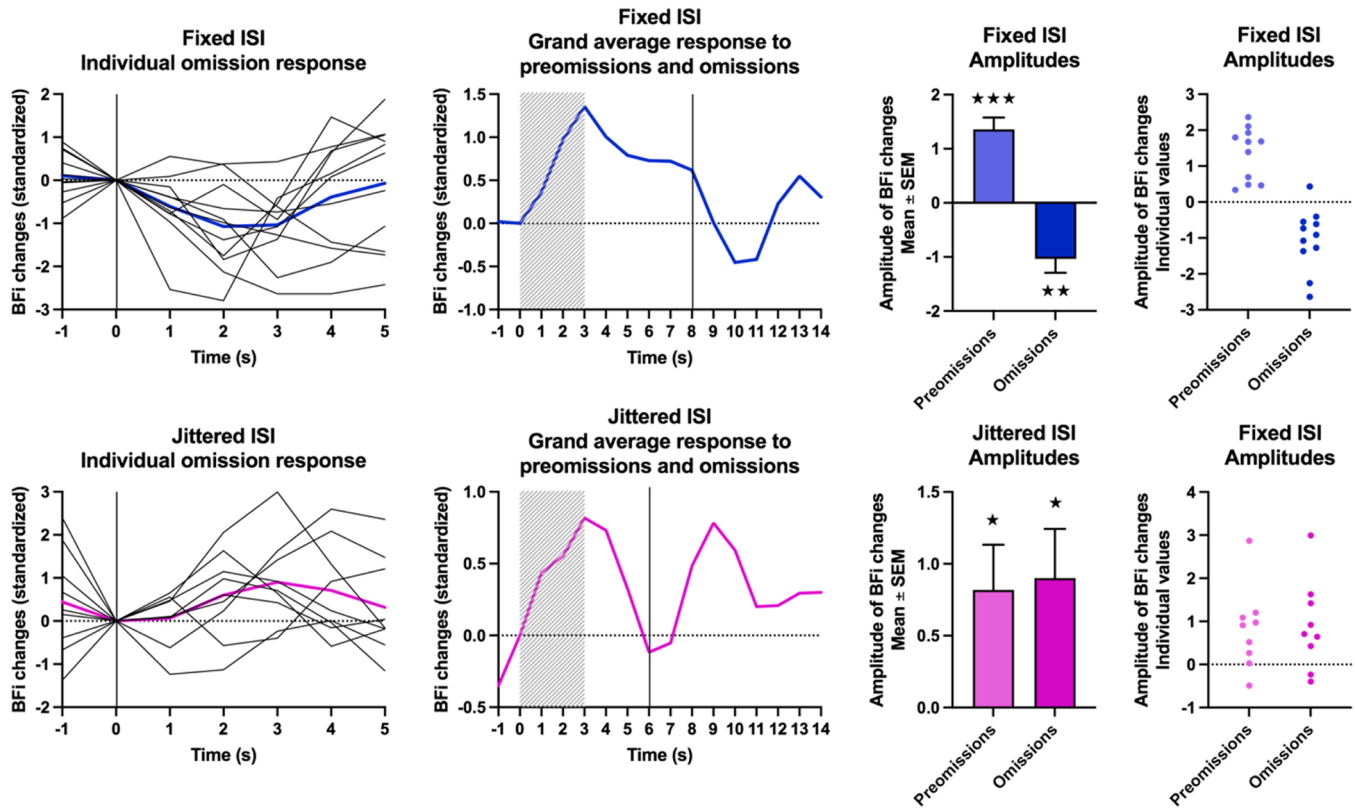 Fixed ISI
Individual omission response
BFi changes (standardized)
2
1
0
-1
-2
-3
-1 0 1 2 3 4 5
Time (s)
Fixed ISI
Grand average response to
preomissions and omissions
BFi changes (standardized)
1.5
1.0
0.5
0.0
-0.5
-1.0
-1 0 1 2 3 4 5 6 7 8 9 10 11 12 13 14
Time (s)
Fixed ISI
Amplitudes
Amplitude of BFi changes
Mean ± SEM
2
1
0
-1
-2
★★★
★★
Preomissions
Omissions
Fixed ISI
Amplitudes
Amplitude of BFi changes
Individual values
3
2
1
0
-1
-2
-3
Preomissions
Omissions
Jittered ISI
Individual omission response
BFi changes (standardized)
3
2
1
0
-1
-2
-1 0 1 2 3 4 5
Time (s)
Jittered ISI
Grand average response to
preomissions and omissions
BFi changes (standardized)
1.0
0.5
0.0
-0.5
-1 0 1 2 3 4 5 6 7 8 9 10 11 12 13 14
Time (s)
Jittered ISI
Amplitudes
Amplitude of BFi changes
Mean ± SEM
1.5
1.0
0.5
0.0
★
★
Preomissions
Omissions
Fixed ISI
Amplitudes
Amplitude of BFi changes
Individual values
4
3
2
1
0
-1
Preomissions
Omissions